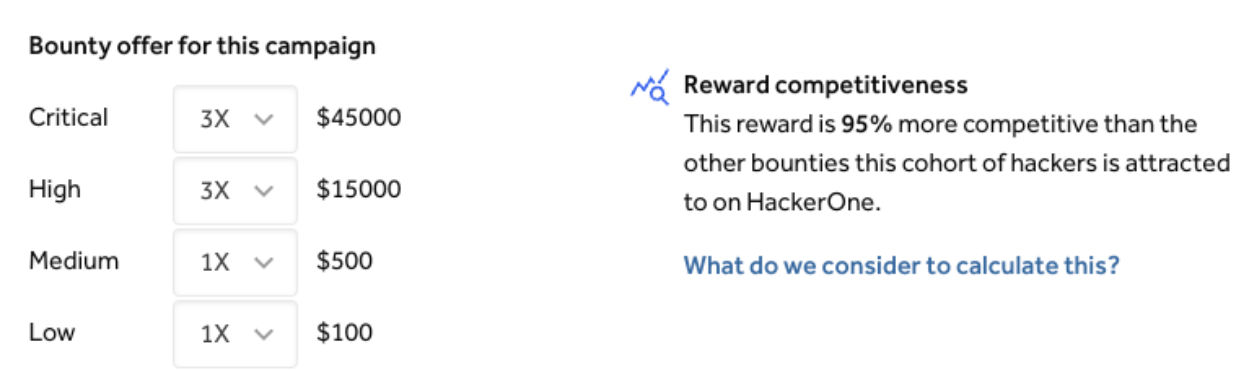 Bounty offer for this campaign
Critical 3X $45000
High 3X $15000
Medium 1X $500
Low 1X $100
Reward competitiveness
This reward is 95% more competitive than the
other bounties this cohort of hackers is attracted
to on HackerOne.
What do we consider to calculate this?